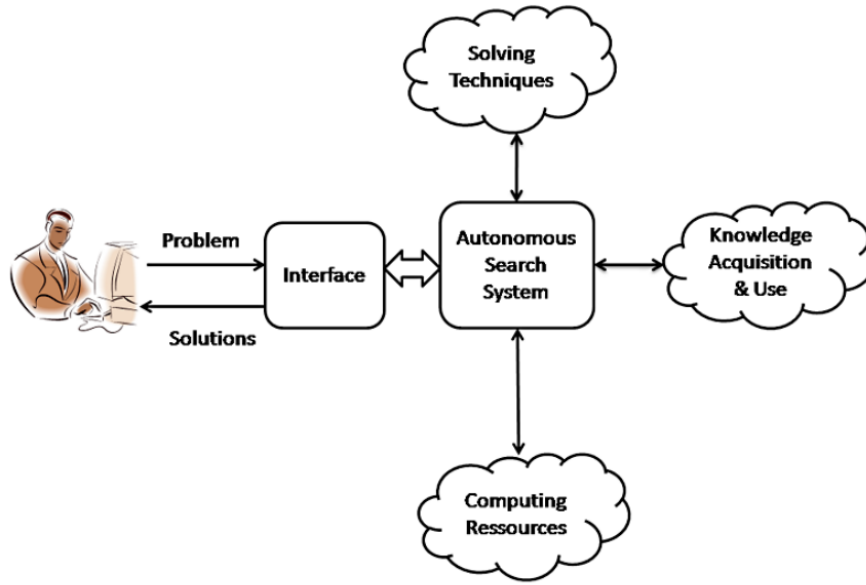 Solving
Techniques
Problem
Interface
Solutions
Autonomous
Search
System
Knowledge
Acquisition
& Use
Computing
Ressources